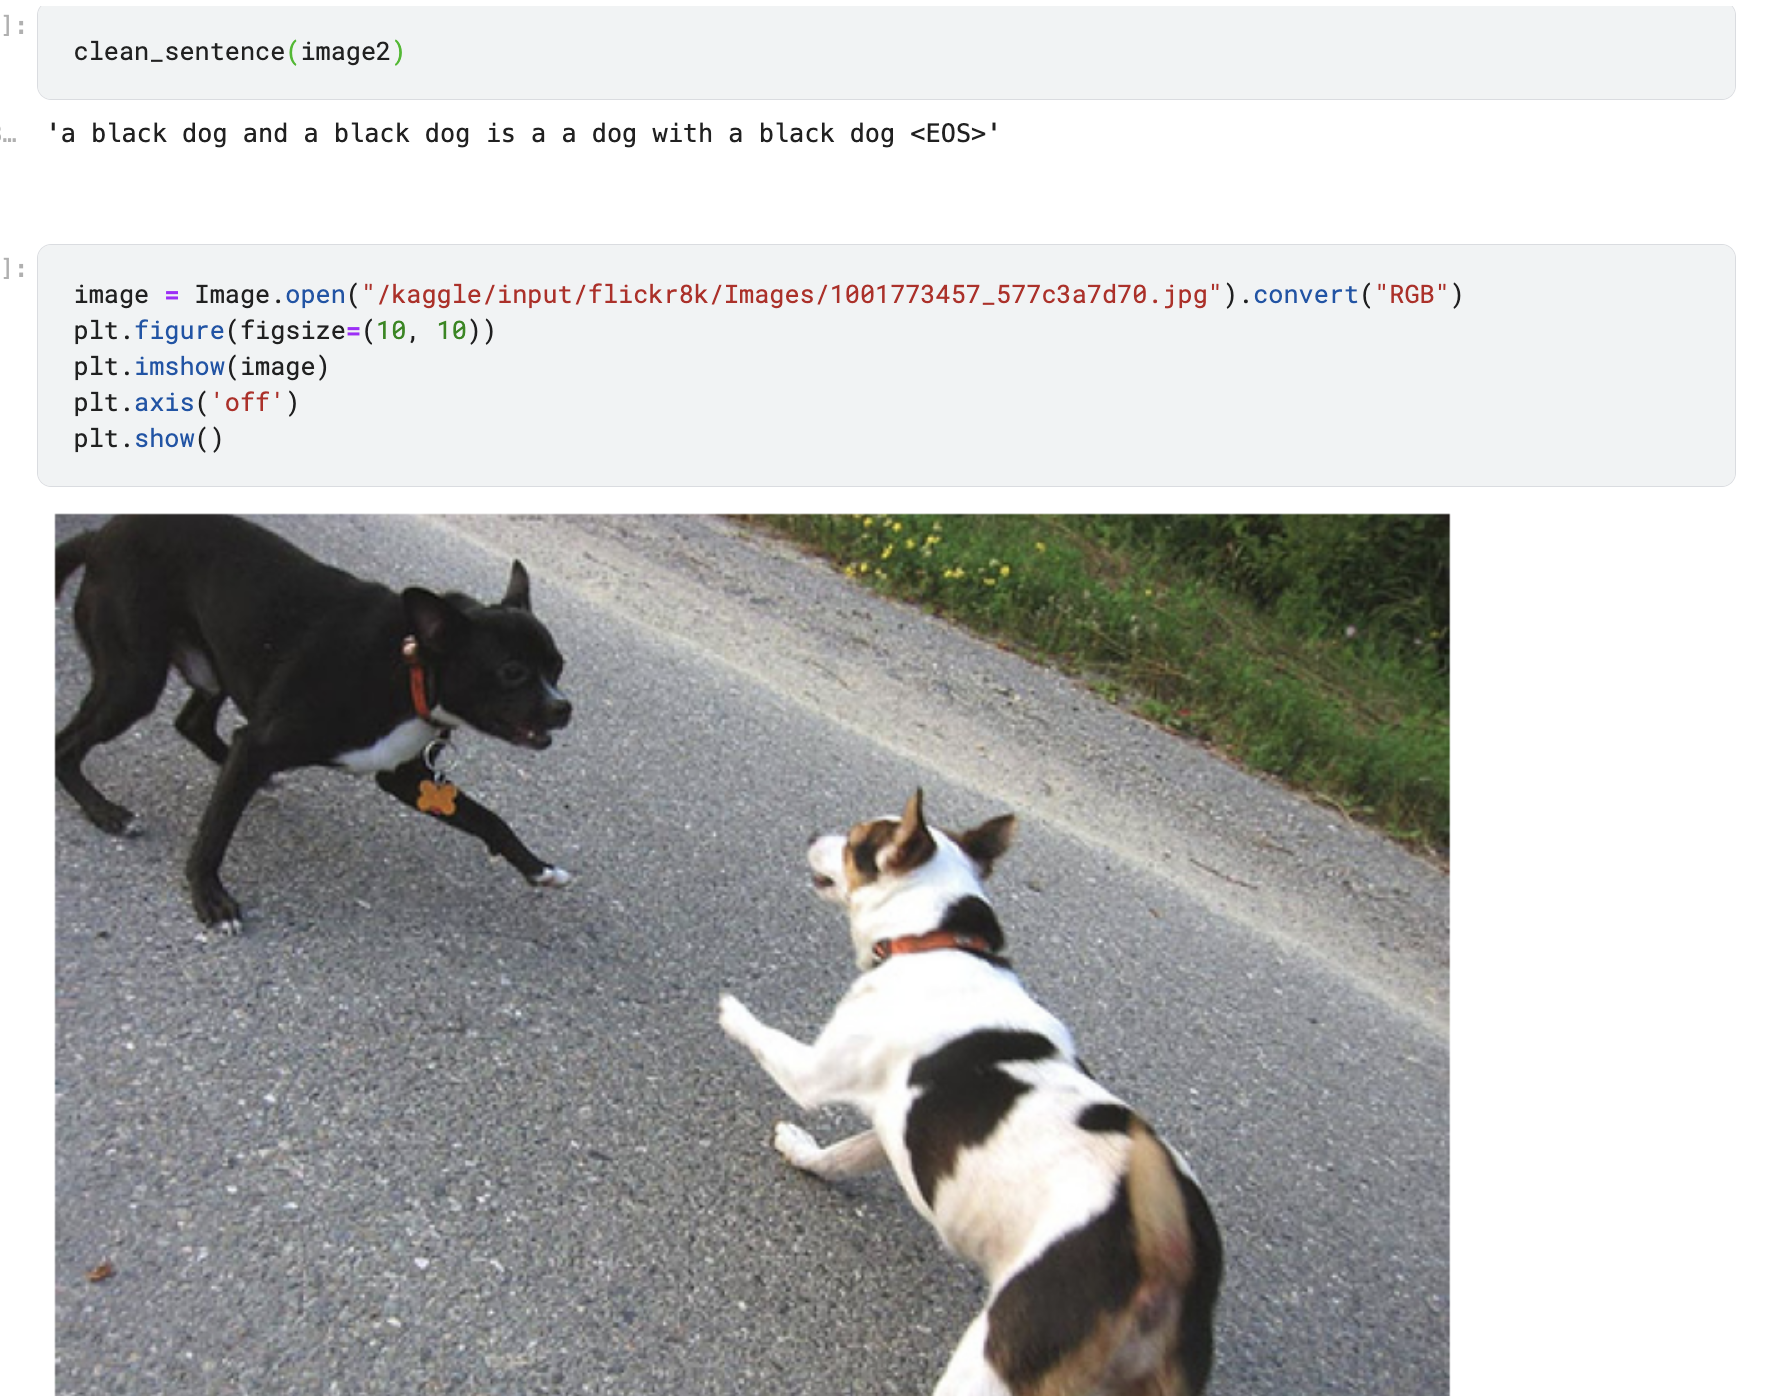 ]:
clean_sentence(image2)
… 'a black dog and a black dog is a a dog with a black dog <EOS>'
]:
image = Image.open("/kaggle/input/flickr8k/Images/1001773457_577c3a7d70.jpg").convert("RGB")
plt.figure(figsize=(10, 10))
plt.imshow(image)
plt.axis('off')
plt.show()